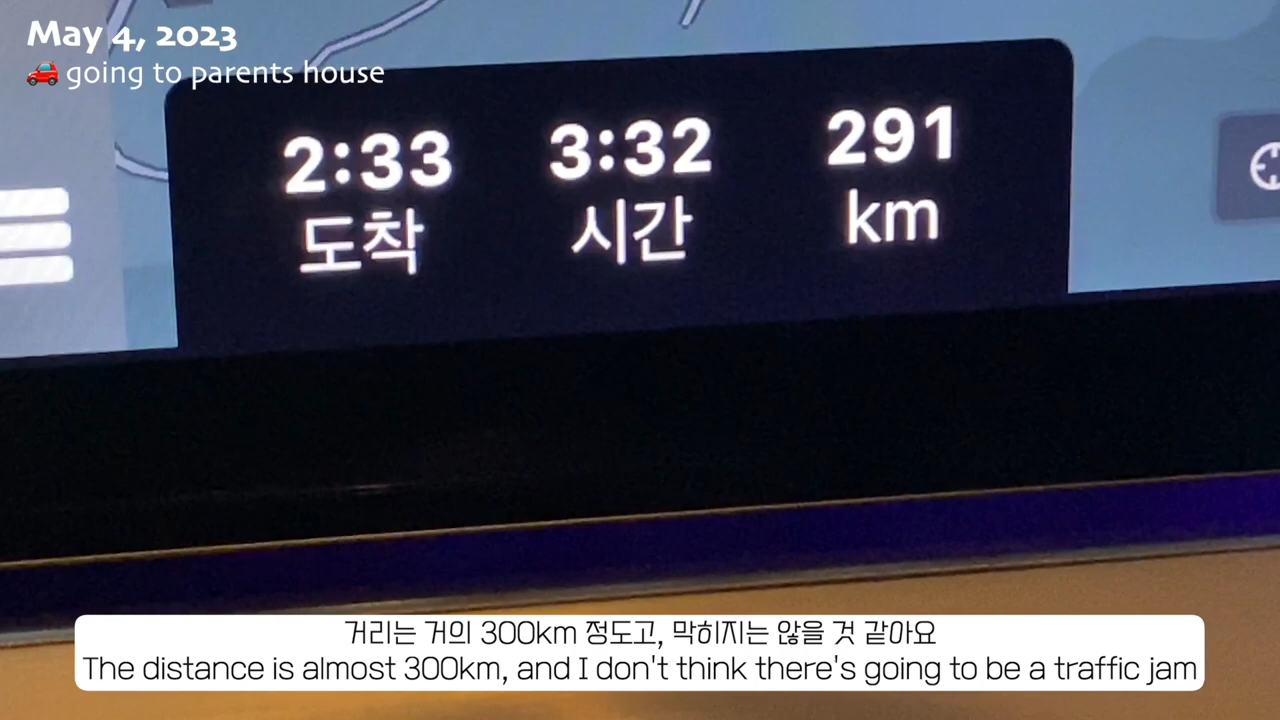 May 4, 2023
🚗 going to parents house
2:33 3:32 291
도착 시간 km
거리는 거의 300km 정도고, 막히지는 않을 것 같아요
The distance is almost 300km, and I don't think there's going to be a traffic jam